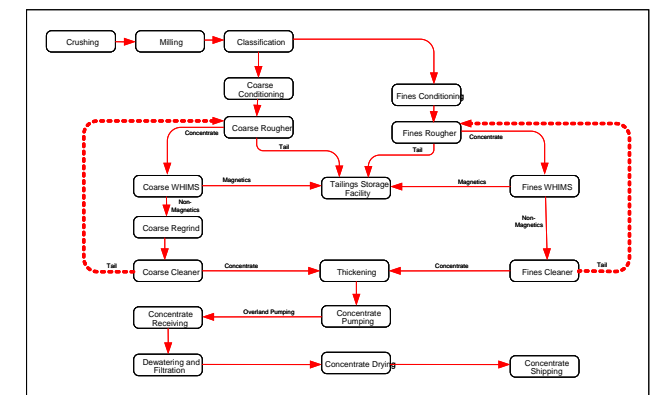 Crushing
Milling
Classification
Coarse
Conditioning
Fines Conditioning
Coarse Rougher
Fines Rougher
Concentrate
Concentrate
Tail
Tail
Coarse WHIMS
Magnetics
Tailings Storage
Facility
Magnetics
Fines WHIMS
Non-
Magnetics
Non-
Magnetics
Coarse Regrind
Tail
Coarse Cleaner
Concentrate
Thickening
Concentrate
Fines Cleaner
Tail
Concentrate
Receiving
Overland Pumping
Concentrate
Pumping
Dewatering and
Filtration
Concentrate Drying
Concentrate
Shipping